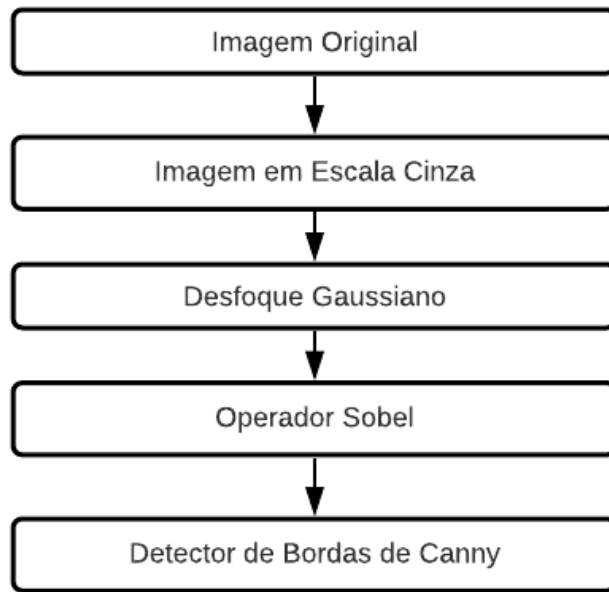 Imagem Original
Imagem em Escala Cinza
Desfoque Gaussiano
Operador Sobel
Detector de Bordas de Canny